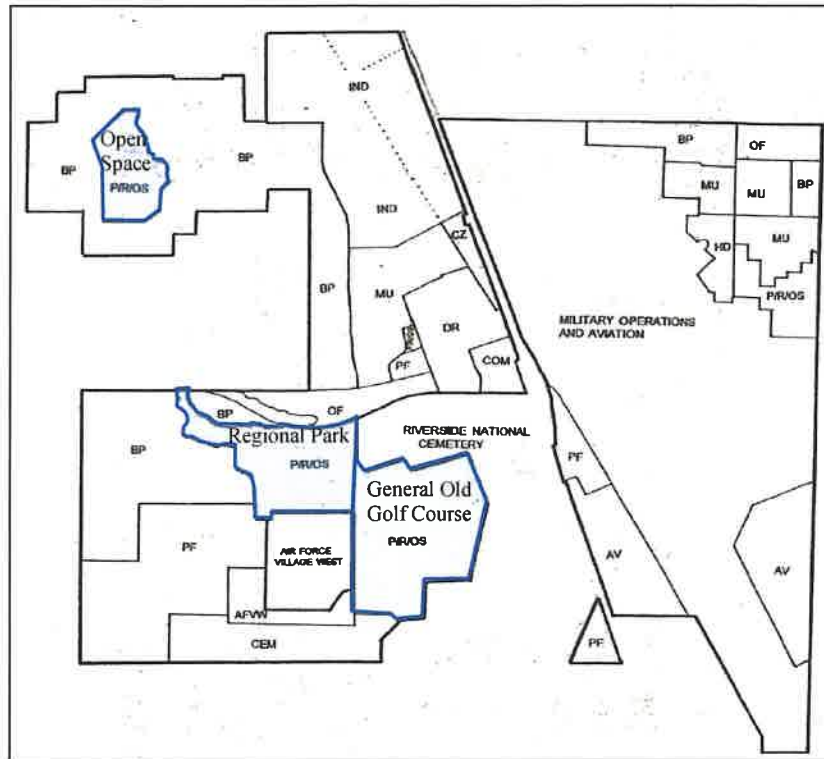 IND
BP
OF
Open
Space
BP
BP
P/R/OS
MU
MU
BP
IND
CZ
HD
MU
BP
MU
P/R/OS
DR
MILITARY OPERATIONS
AND AVIATION
PF
COM
BP
OF
Regional Park
RIVERSIDE NATIONAL
CEMETERY
BP
P/R/OS
PF
General Old
Golf Course
P/R/OS
PF
AIR FORCE
VILLAGE WEST
AV
AV
AFVW
CEM
PF